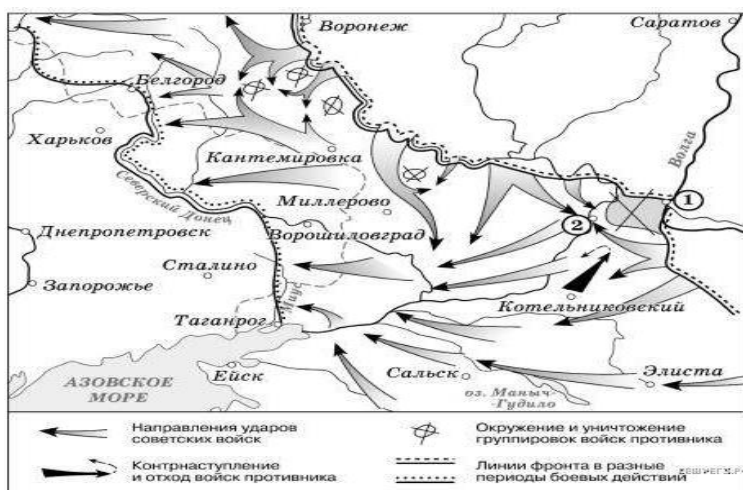 Воронеж
Саратов
Белгород
Волга
Харьков
Кантемировка
Северский Донец
Миллерово
1
2
Днепропетровск
Ворошиловград
Сталино
Запорожье
Миус
Котельниковский
Таганрог
АЗОВСКОЕ
МОРЕ
Ейск
Сальск
Элиста
оз. Маныч-
Гудило
Направления ударов
советских войск
Окружение и уничтожение
группировок войск противника
Контрнаступление
и отход войск противника
Линии фронта в разные
периоды боевых действий